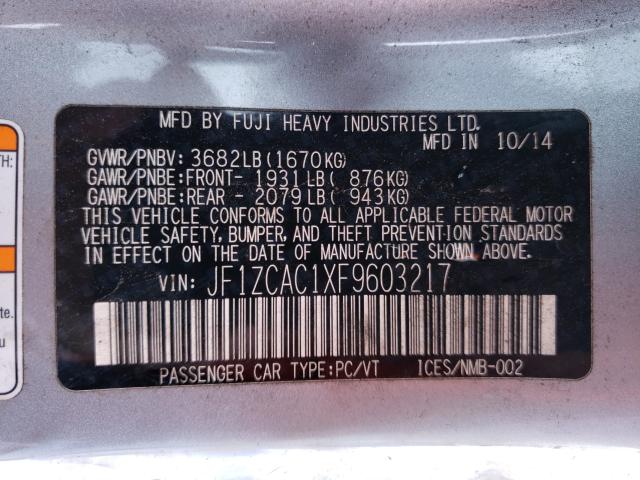 MFD BY FUJI HEAVY INDUSTRIES LTD.
MFD IN 10/14
GVWR/PNBV: 3682LB(1670KG)
GAWR/PNBE:FRONT- 1931LB( 876KG)
GAWR/PNBE:REAR - 2079LB( 943KG)
THIS VEHICLE CONFORMS TO ALL APPLICABLE FEDERAL MOTOR
VEHICLE SAFETY, BUMPER, AND THEFT PREVENTION STANDARDS
IN EFFECT ON THE DATE OF MANUFACTURE SHOWN ABOVE.
VIN: JF1ZCAC1XF9603217
PASSENGER CAR TYPE:PC/VT ICES/NMB-002
TH:
te.
u